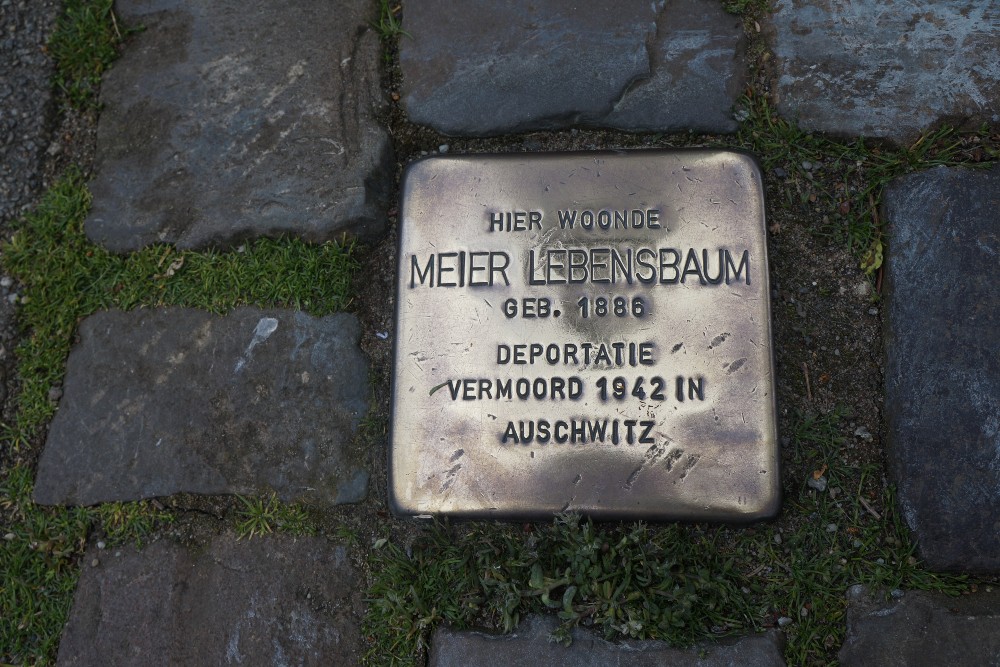 HIER WOONDE
MEIER LEBENSBAUM
GEB. 1886
DEPORTATIE
VERMOORD 1942 IN
AUSCHWITZ